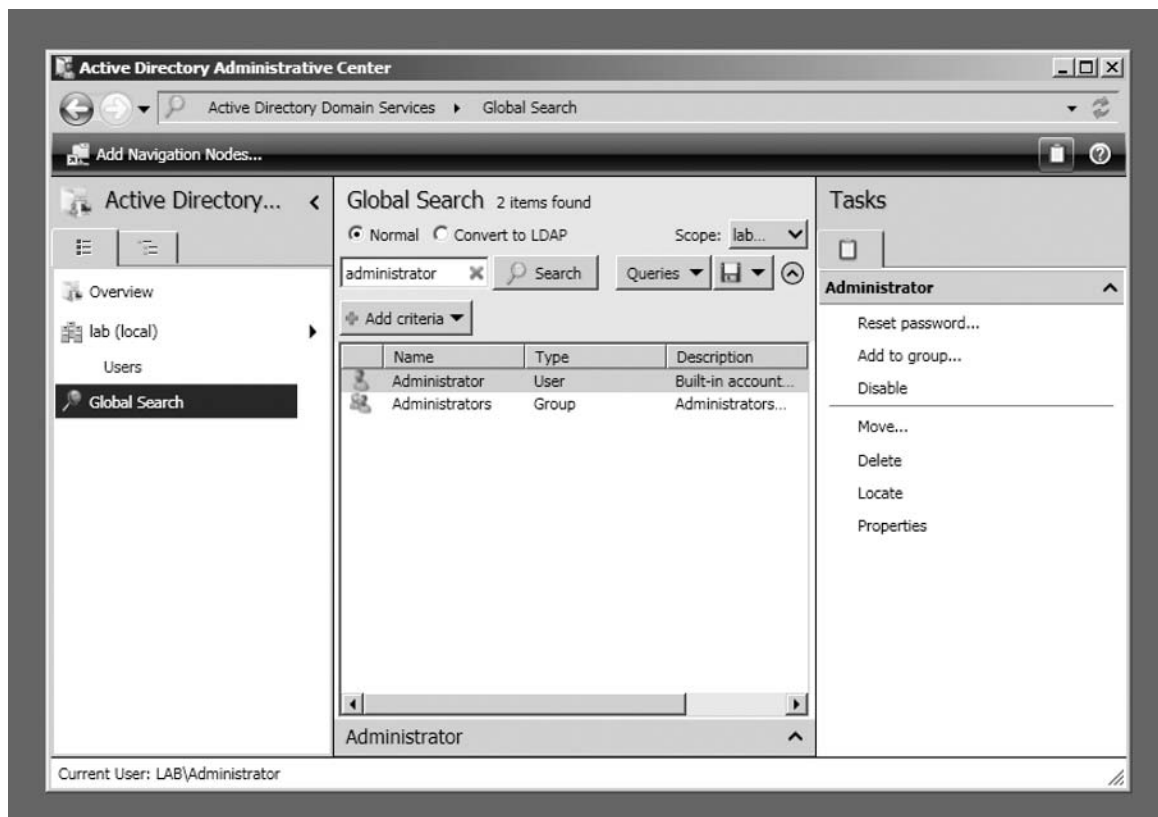 Active Directory Administrative Center
Active Directory Domain Services ▸ Global Search
Add Navigation Nodes...
Active Directory...
Overview
lab (local)
Users
Global Search
Global Search 2 items found
Normal Convert to LDAP Scope: lab...
administrator Search Queries
Add criteria
Name Type Description
Administrator User Built-in account...
Administrators Group Administrators...
Administrator
Tasks
Administrator
Reset password...
Add to group...
Disable
Move...
Delete
Locate
Properties
Current User: LAB\Administrator